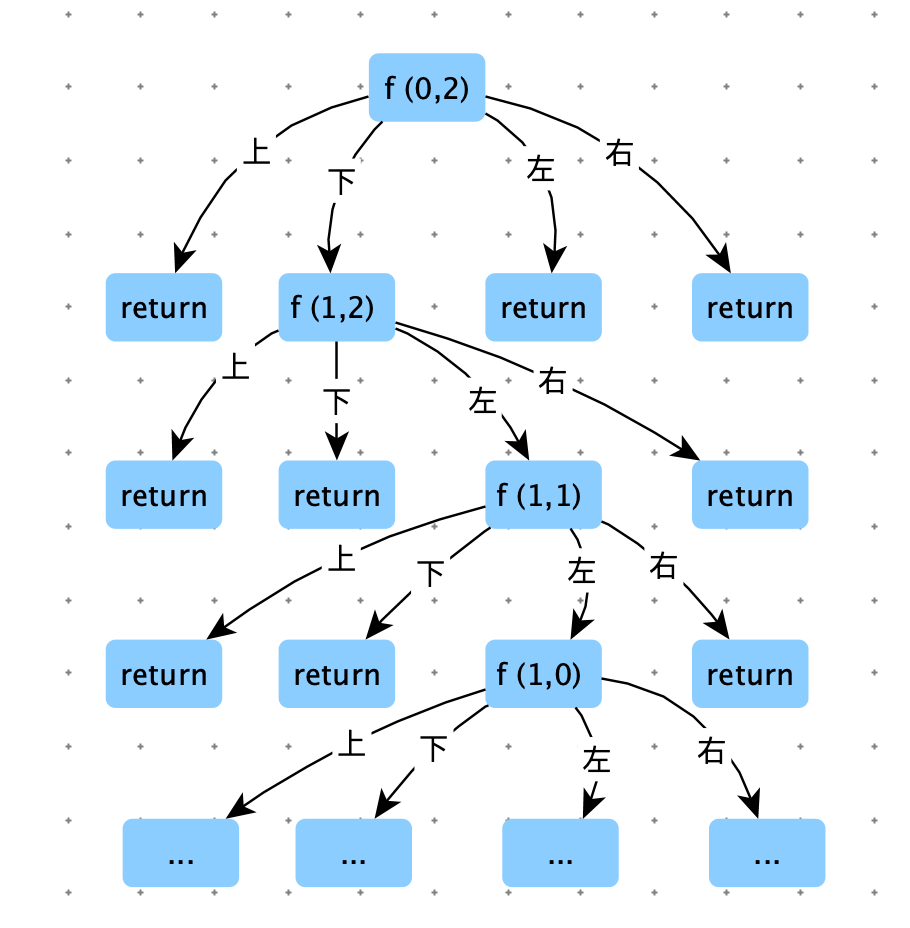 f (0,2)
上
下
左
右
return
f (1,2)
return
return
上
下
左
右
return
return
f (1,1)
return
上
下
左
右
return
return
f (1,0)
return
上
下
左
右
...
...
...
...